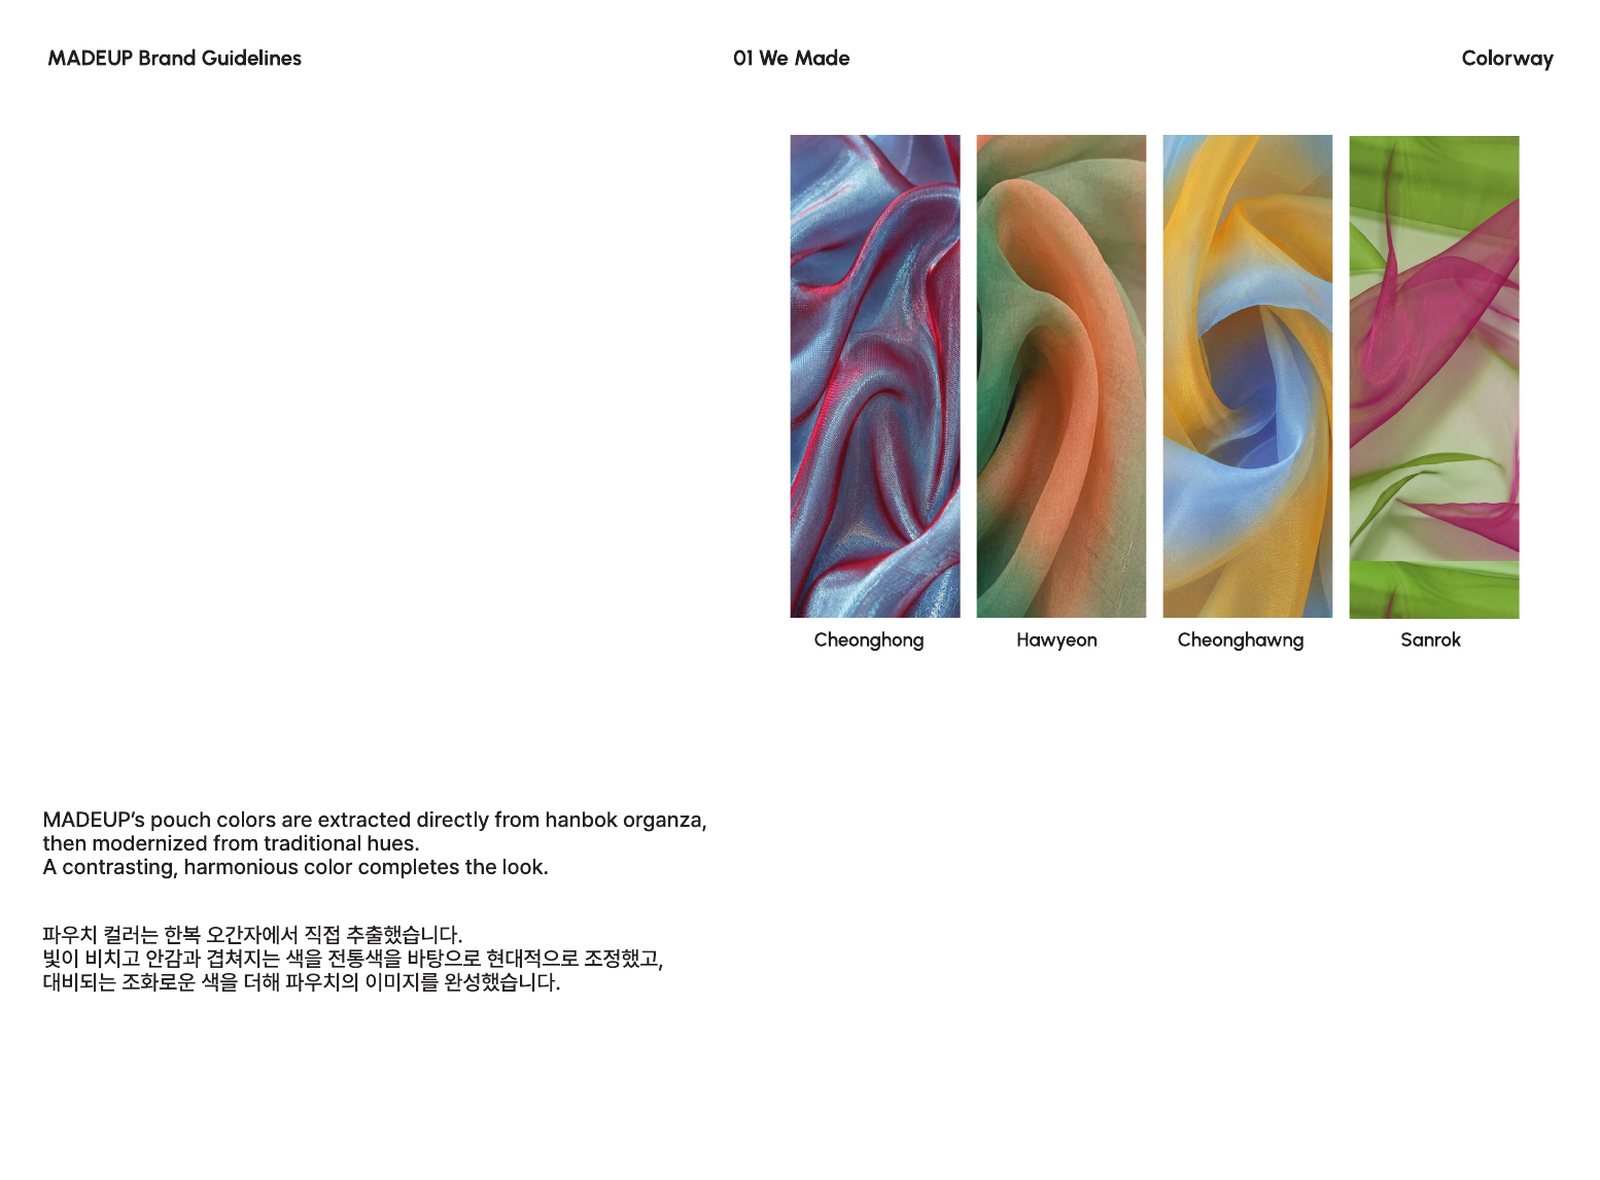 MADEUP Brand Guidelines
01 We Made
Colorway
Cheonghong
Hawyeon
Cheonghawng
Sanrok
MADEUP's pouch colors are extracted directly from hanbok organza,
then modernized from traditional hues.
A contrasting, harmonious color completes the look.
파우치 컬러는 한복 오간자에서 직접 추출했습니다.
빛이 비치고 안감과 겹쳐지는 색을 전통색을 바탕으로 현대적으로 조정했고,
대비되는 조화로운 색을 더해 파우치의 이미지를 완성했습니다.